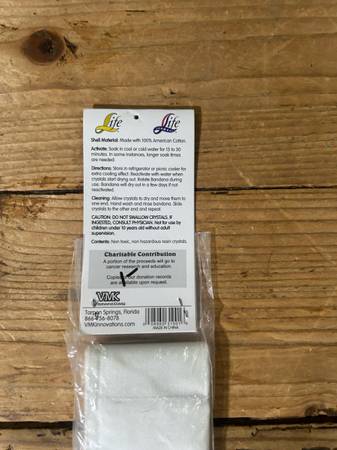 Life Life
Shell Material: Made with 100% American Cotton.
Activate: Soak in cool or cold water for 15 to 30
minutes. In some instances, longer soak times
are needed.
Directions: Store in refrigerator or picnic cooler for
extra cooling affect. Reactivate with water when
crystals start drying out. Rotate Bandana during
use. Bandana will dry out in a few days if not
reactivated.
Cleaning: Allow crystals to dry and move them to
one end. Hand wash and rinse bandana. Slide
crystals to the other end and repeat.
CAUTION: DO NOT SWALLOW CRYSTALS. IF
INGESTED, CONSULT PHYSICIAN. Not for use by
children under 10 years old without adult
supervision.
Contents: Non toxic, non hazardous resin crystals.
Charitable Contribution
A portion of the proceeds will go to
cancer research and education.
Copies our donation records
are available upon request.
VMK
Tarpon Springs, Florida
VMKinnovations.com
MADE IN CHINA